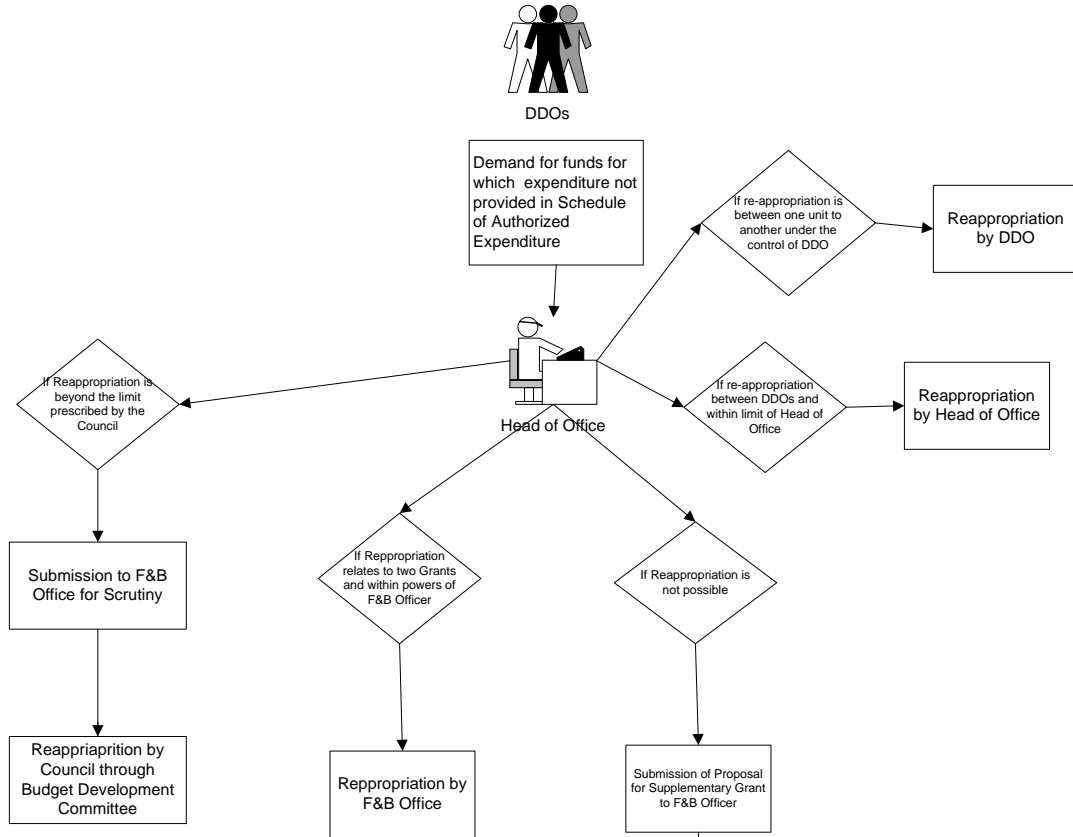 DDOs
Demand for funds for
which expenditure not
provided in Schedule
of Authorized
Expenditure
If re-appropriation is
between one unit to
another under the
control of DDO
Reappropriation
by DDO
If re-appropriation
between DDOs and
within limit of Head of
Office
Reappropriation
by Head of Office
Head of Office
If Reappropriation is
beyond the limit
prescribed by the
Council
Submission to F&B
Office for Scrutiny
Reappriaprition by
Council through
Budget Development
Committee
If Reppropriation
relates to two Grants
and within powers of
F&B Officer
Reppropriation by
F&B Office
If Reappropriation is
not possible
Submission of Proposal
for Supplementary Grant
to F&B Officer